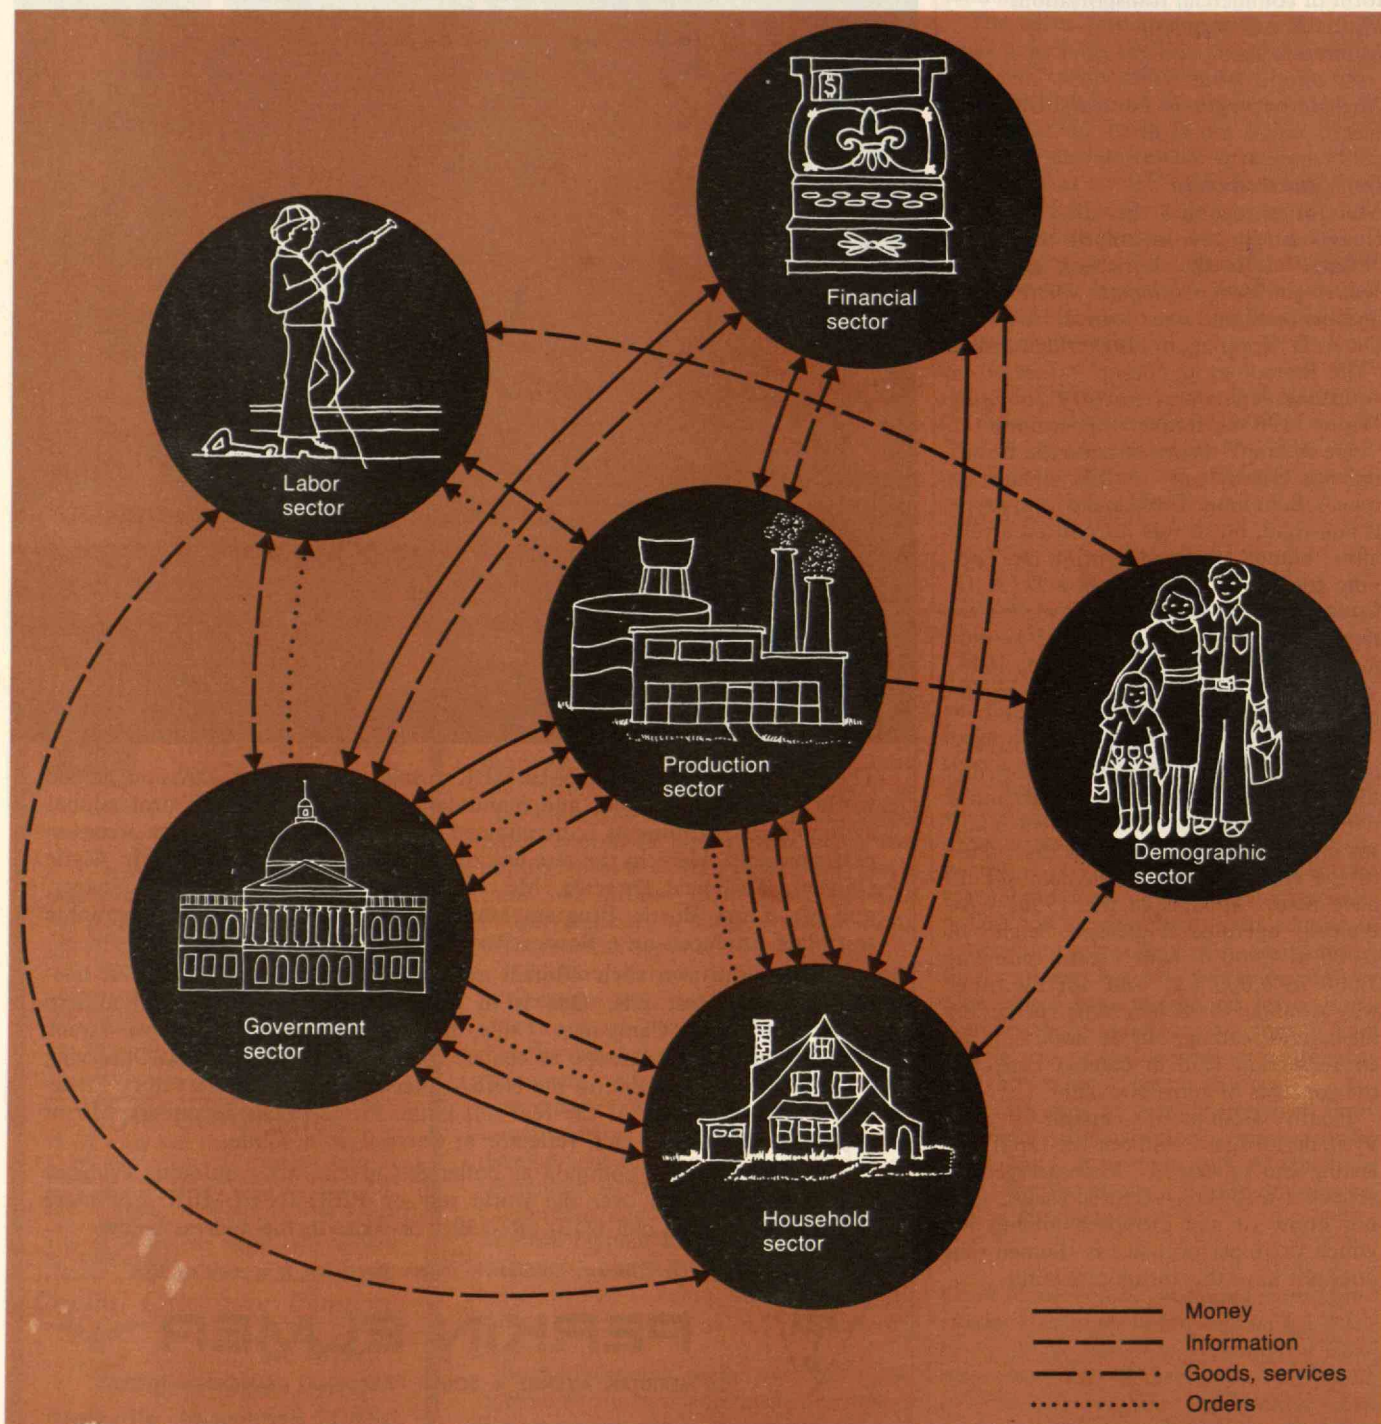 $
Financial
sector
Labor
sector
Production
sector
Demographic
sector
Government
sector
Household
sector
Money
Information
Goods, services
Orders